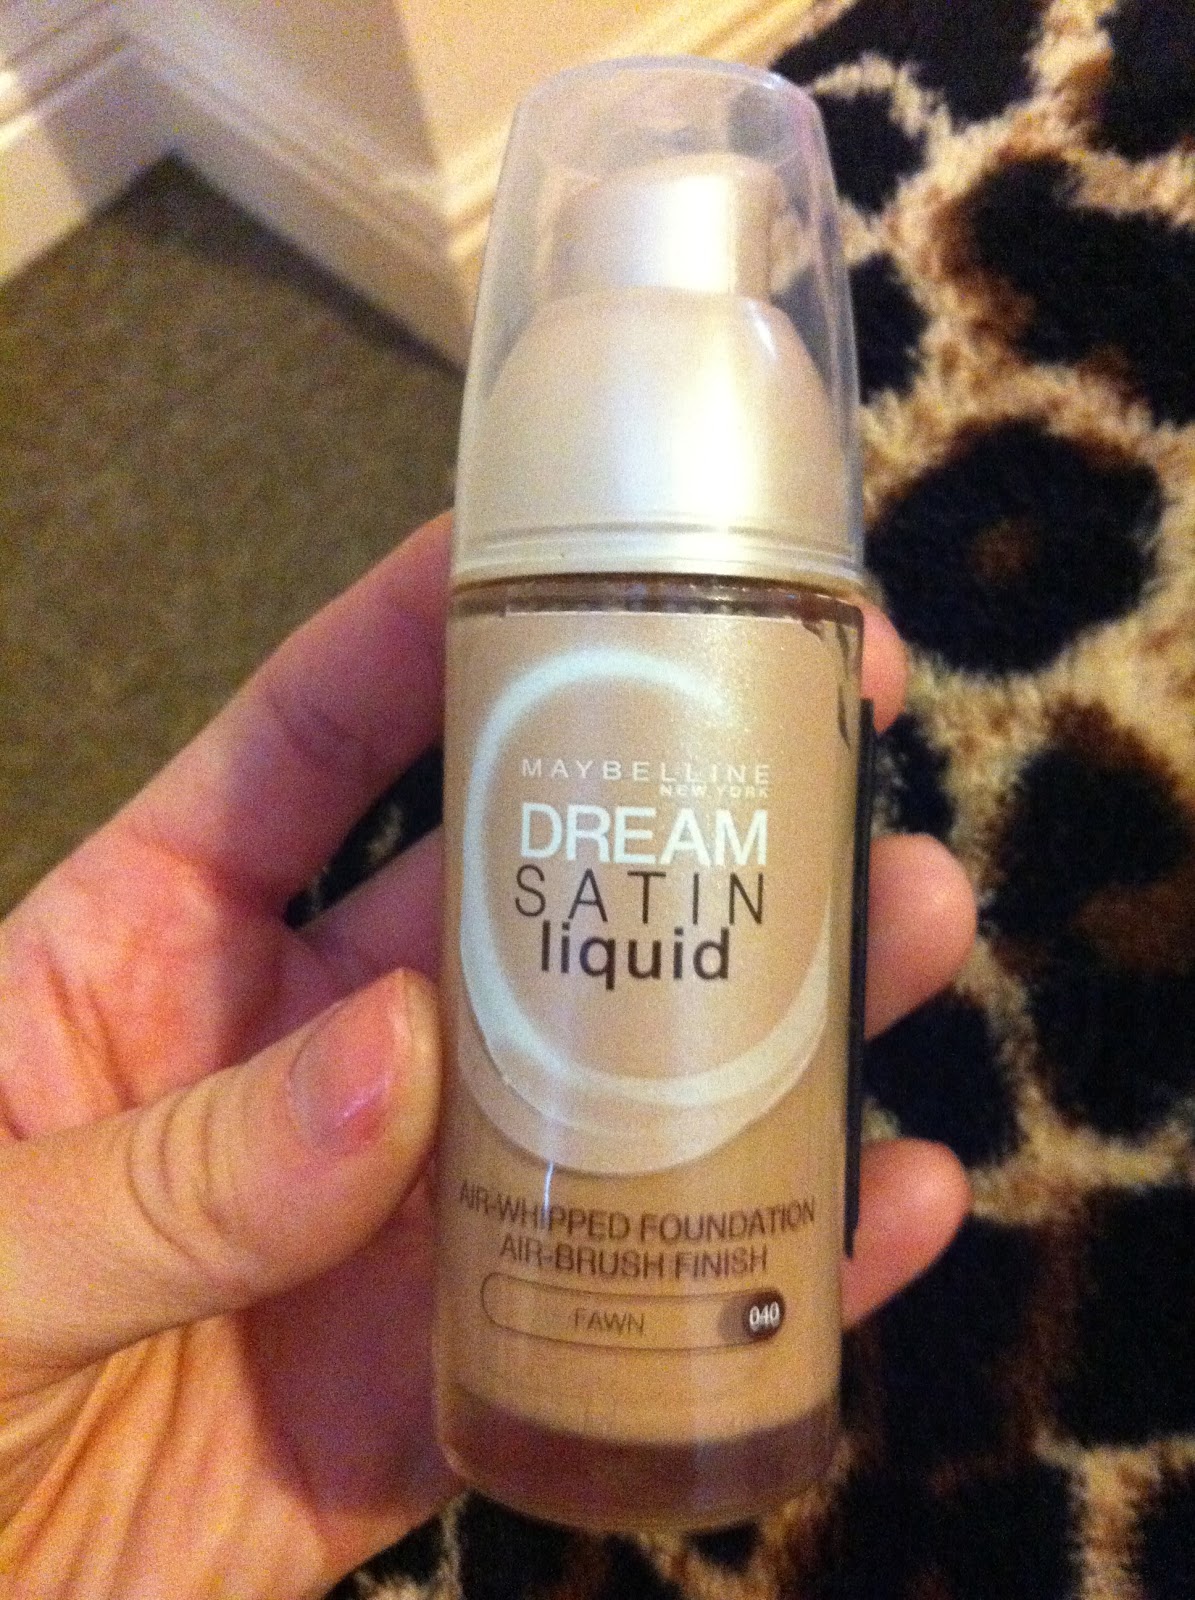 MAYBELLINE
NEW YORK
DREAM
SATIN
liquid
AIR-WHIPPED FOUNDATION
AIR-BRUSH FINISH
FAWN 040